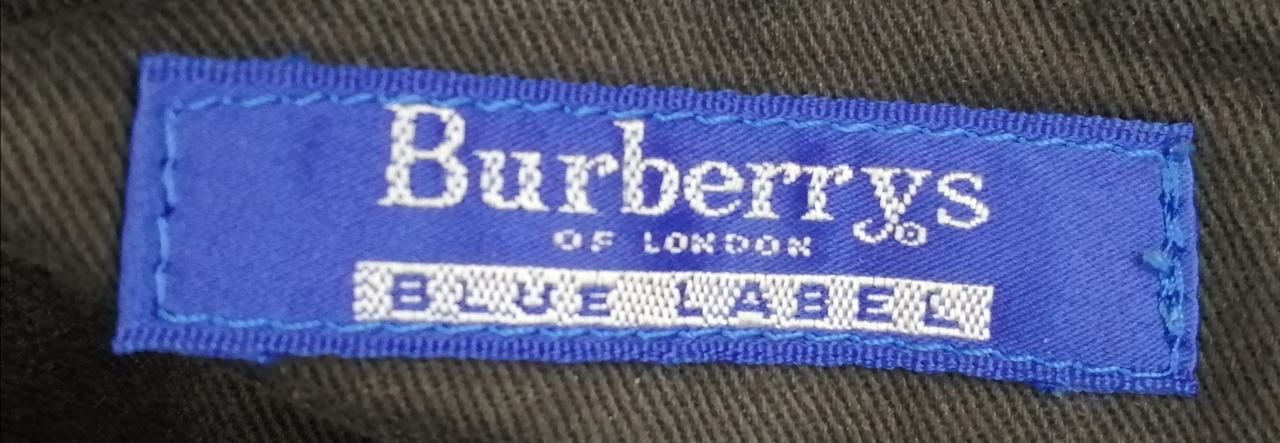 Burberrys
OF LONDON
BLUE LABEL